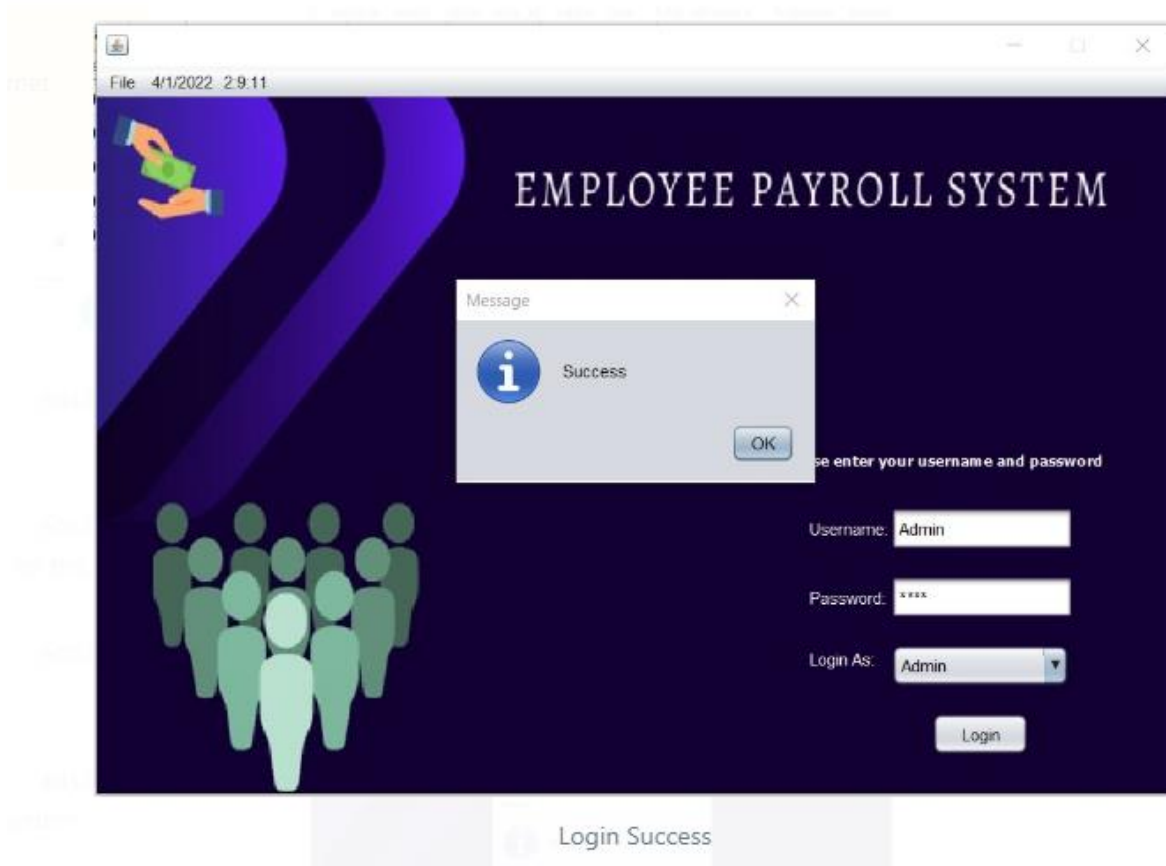 File 4/1/2022 2:9:11
EMPLOYEE PAYROLL SYSTEM
Message
Success
OK
se enter your username and password
Username: Admin
Password: ****
Login As: Admin
Login
Login Success